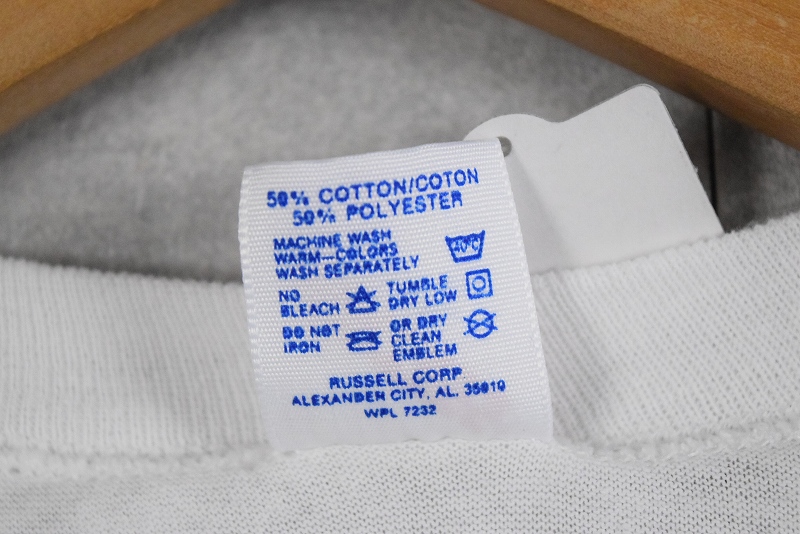 50% COTTON/COTON
50% POLYESTER
MACHINE WASH
WARM—COLORS
WASH SEPARATELY
40°C
NO
BLEACH
TUMBLE
DRY LOW
DO NOT
IRON
OR DRY
CLEAN
EMBLEM
RUSSELL CORP
ALEXANDER CITY, AL. 35010
WPL 7232